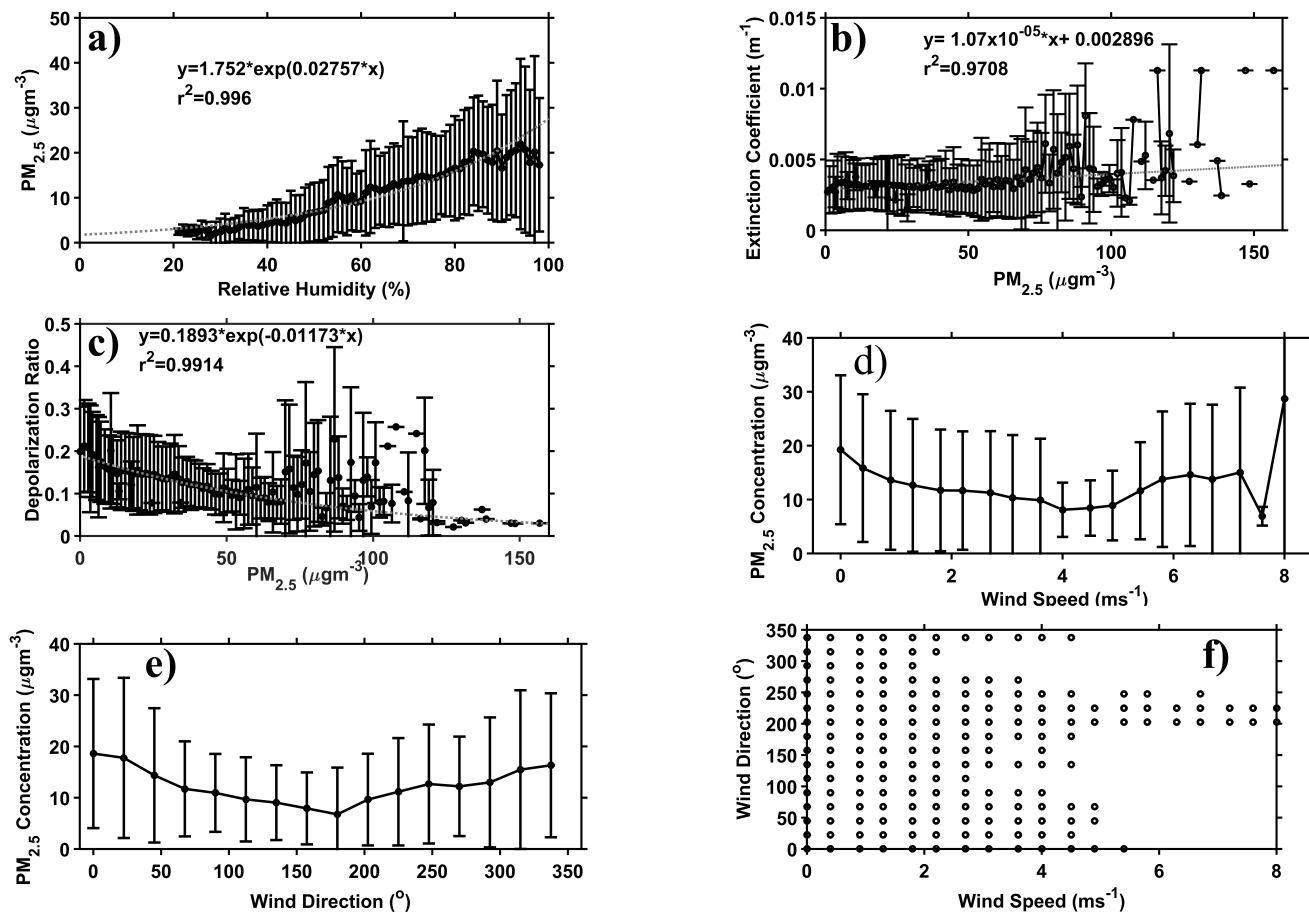 a)
y=1.752*exp(0.02757*x)
r²=0.996
PM₂.₅ (μgm⁻³)
50
40
30
20
10
0
0 20 40 60 80 100
Relative Humidity (%)
b)
y= 1.07x10⁻⁰⁵*x+ 0.002896
r²=0.9708
Extinction Coefficient (m⁻¹)
0.015
0.01
0.005
0
0 50 100 150
PM₂.₅ (μgm⁻³)
c)
y=0.1893*exp(-0.01173*x)
r²=0.9914
Depolarization Ratio
0.5
0.4
0.3
0.2
0.1
0
0 50 100 150
PM₂.₅ (μgm⁻³)
d)
PM₂.₅ Concentration (μgm⁻³)
40
30
20
10
0
0 2 4 6 8
Wind Speed (ms⁻¹)
e)
PM₂.₅ Concentration (μgm⁻³)
40
30
20
10
0
0 50 100 150 200 250 300 350
Wind Direction (°)
f)
Wind Direction (°)
350
300
250
200
150
100
50
0
0 2 4 6 8
Wind Speed (ms⁻¹)